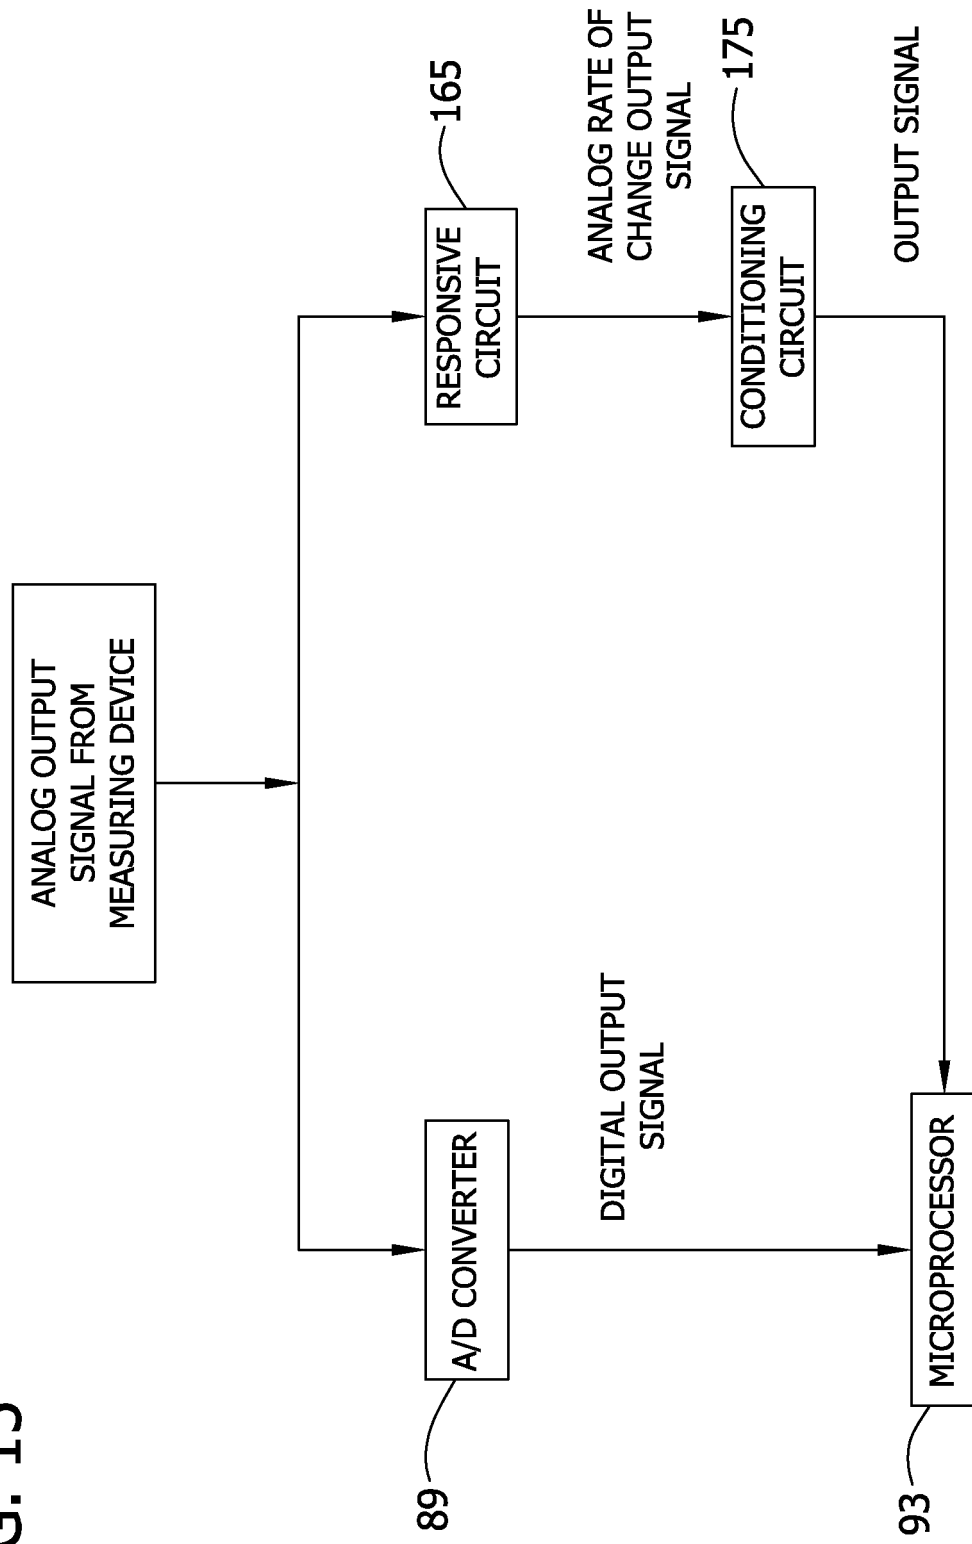 G. 15
ANALOG OUTPUT
SIGNAL FROM
MEASURING DEVICE
89
A/D CONVERTER
RESPONSIVE
CIRCUIT
165
DIGITAL OUTPUT
SIGNAL
ANALOG RATE OF
CHANGE OUTPUT
SIGNAL
CONDITIONING
CIRCUIT
175
93
MICROPROCESSOR
OUTPUT SIGNAL